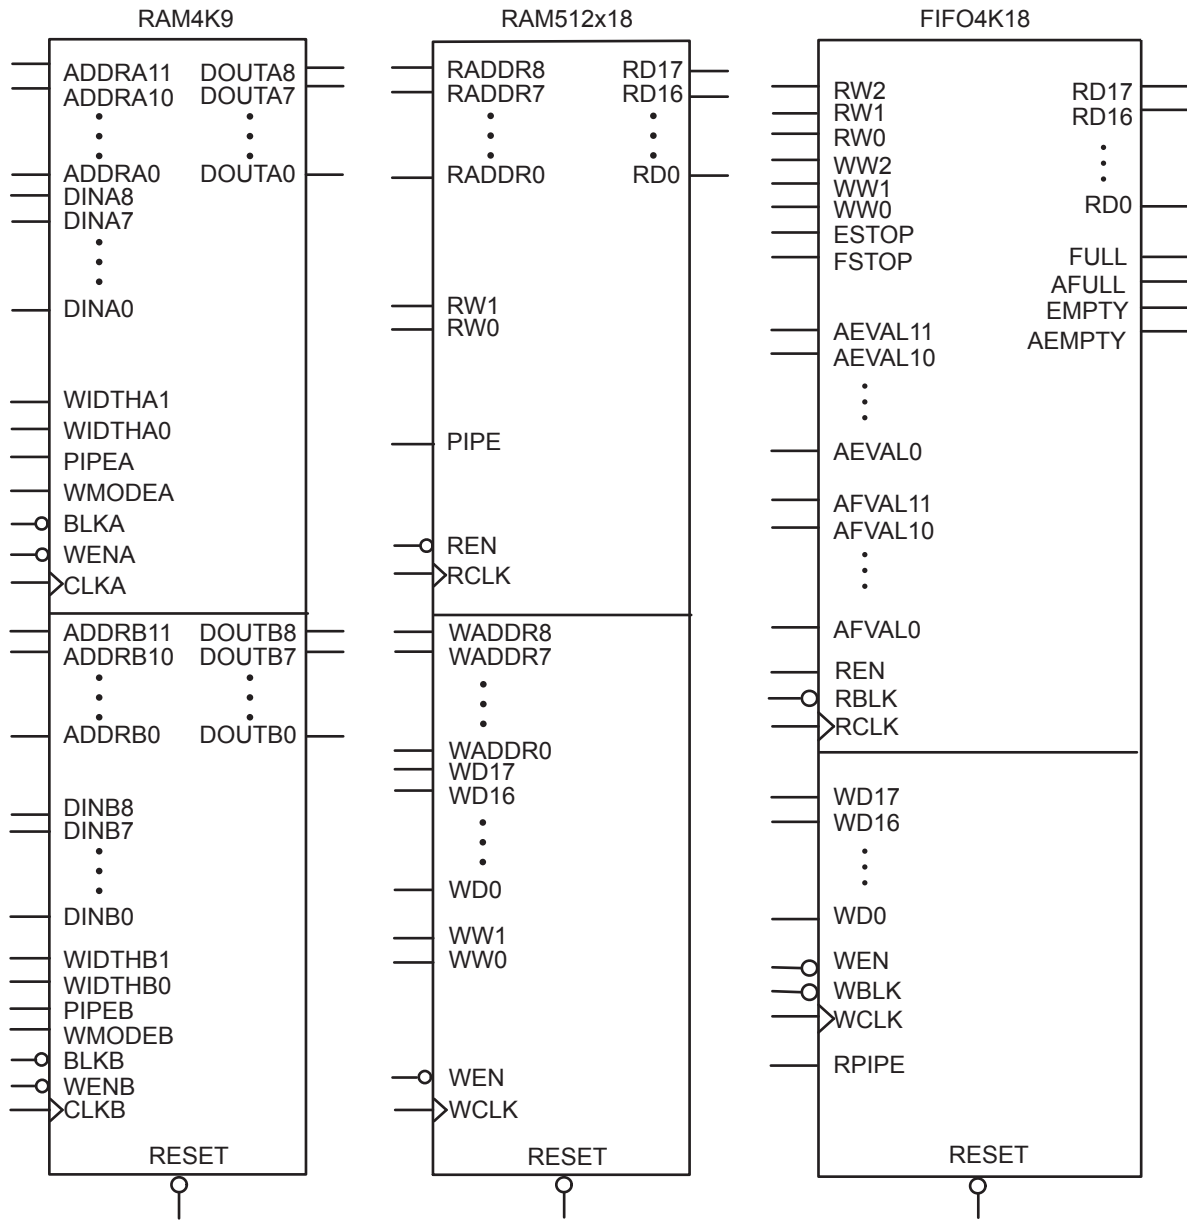 RAM4K9
ADDRA11 DOUTA8
ADDRA10 DOUTA7
ADDRA0 DOUTA0
DINA8
DINA7
DINA0
WIDTHA1
WIDTHA0
PIPEA
WMODEA
BLKA
WENA
CLKA
ADDRB11 DOUTB8
ADDRB10 DOUTB7
ADDRB0 DOUTB0
DINB8
DINB7
DINB0
WIDTHB1
WIDTHB0
PIPEB
WMODEB
BLKB
WENB
CLKB
RESET
RAM512x18
RADDR8 RD17
RADDR7 RD16
RADDR0 RD0
RW1
RW0
PIPE
REN
RCLK
WADDR8
WADDR7
WADDR0
WD17
WD16
WD0
WW1
WW0
WEN
WCLK
RESET
FIFO4K18
RW2 RD17
RW1 RD16
RW0
WW2
WW1
WW0 RD0
ESTOP
FSTOP FULL
AFULL
EMPTY
AEVAL11 AEMPTY
AEVAL10
AEVAL0
AFVAL11
AFVAL10
AFVAL0
REN
RBLK
RCLK
WD17
WD16
WD0
WEN
WBLK
WCLK
RPIPE
RESET